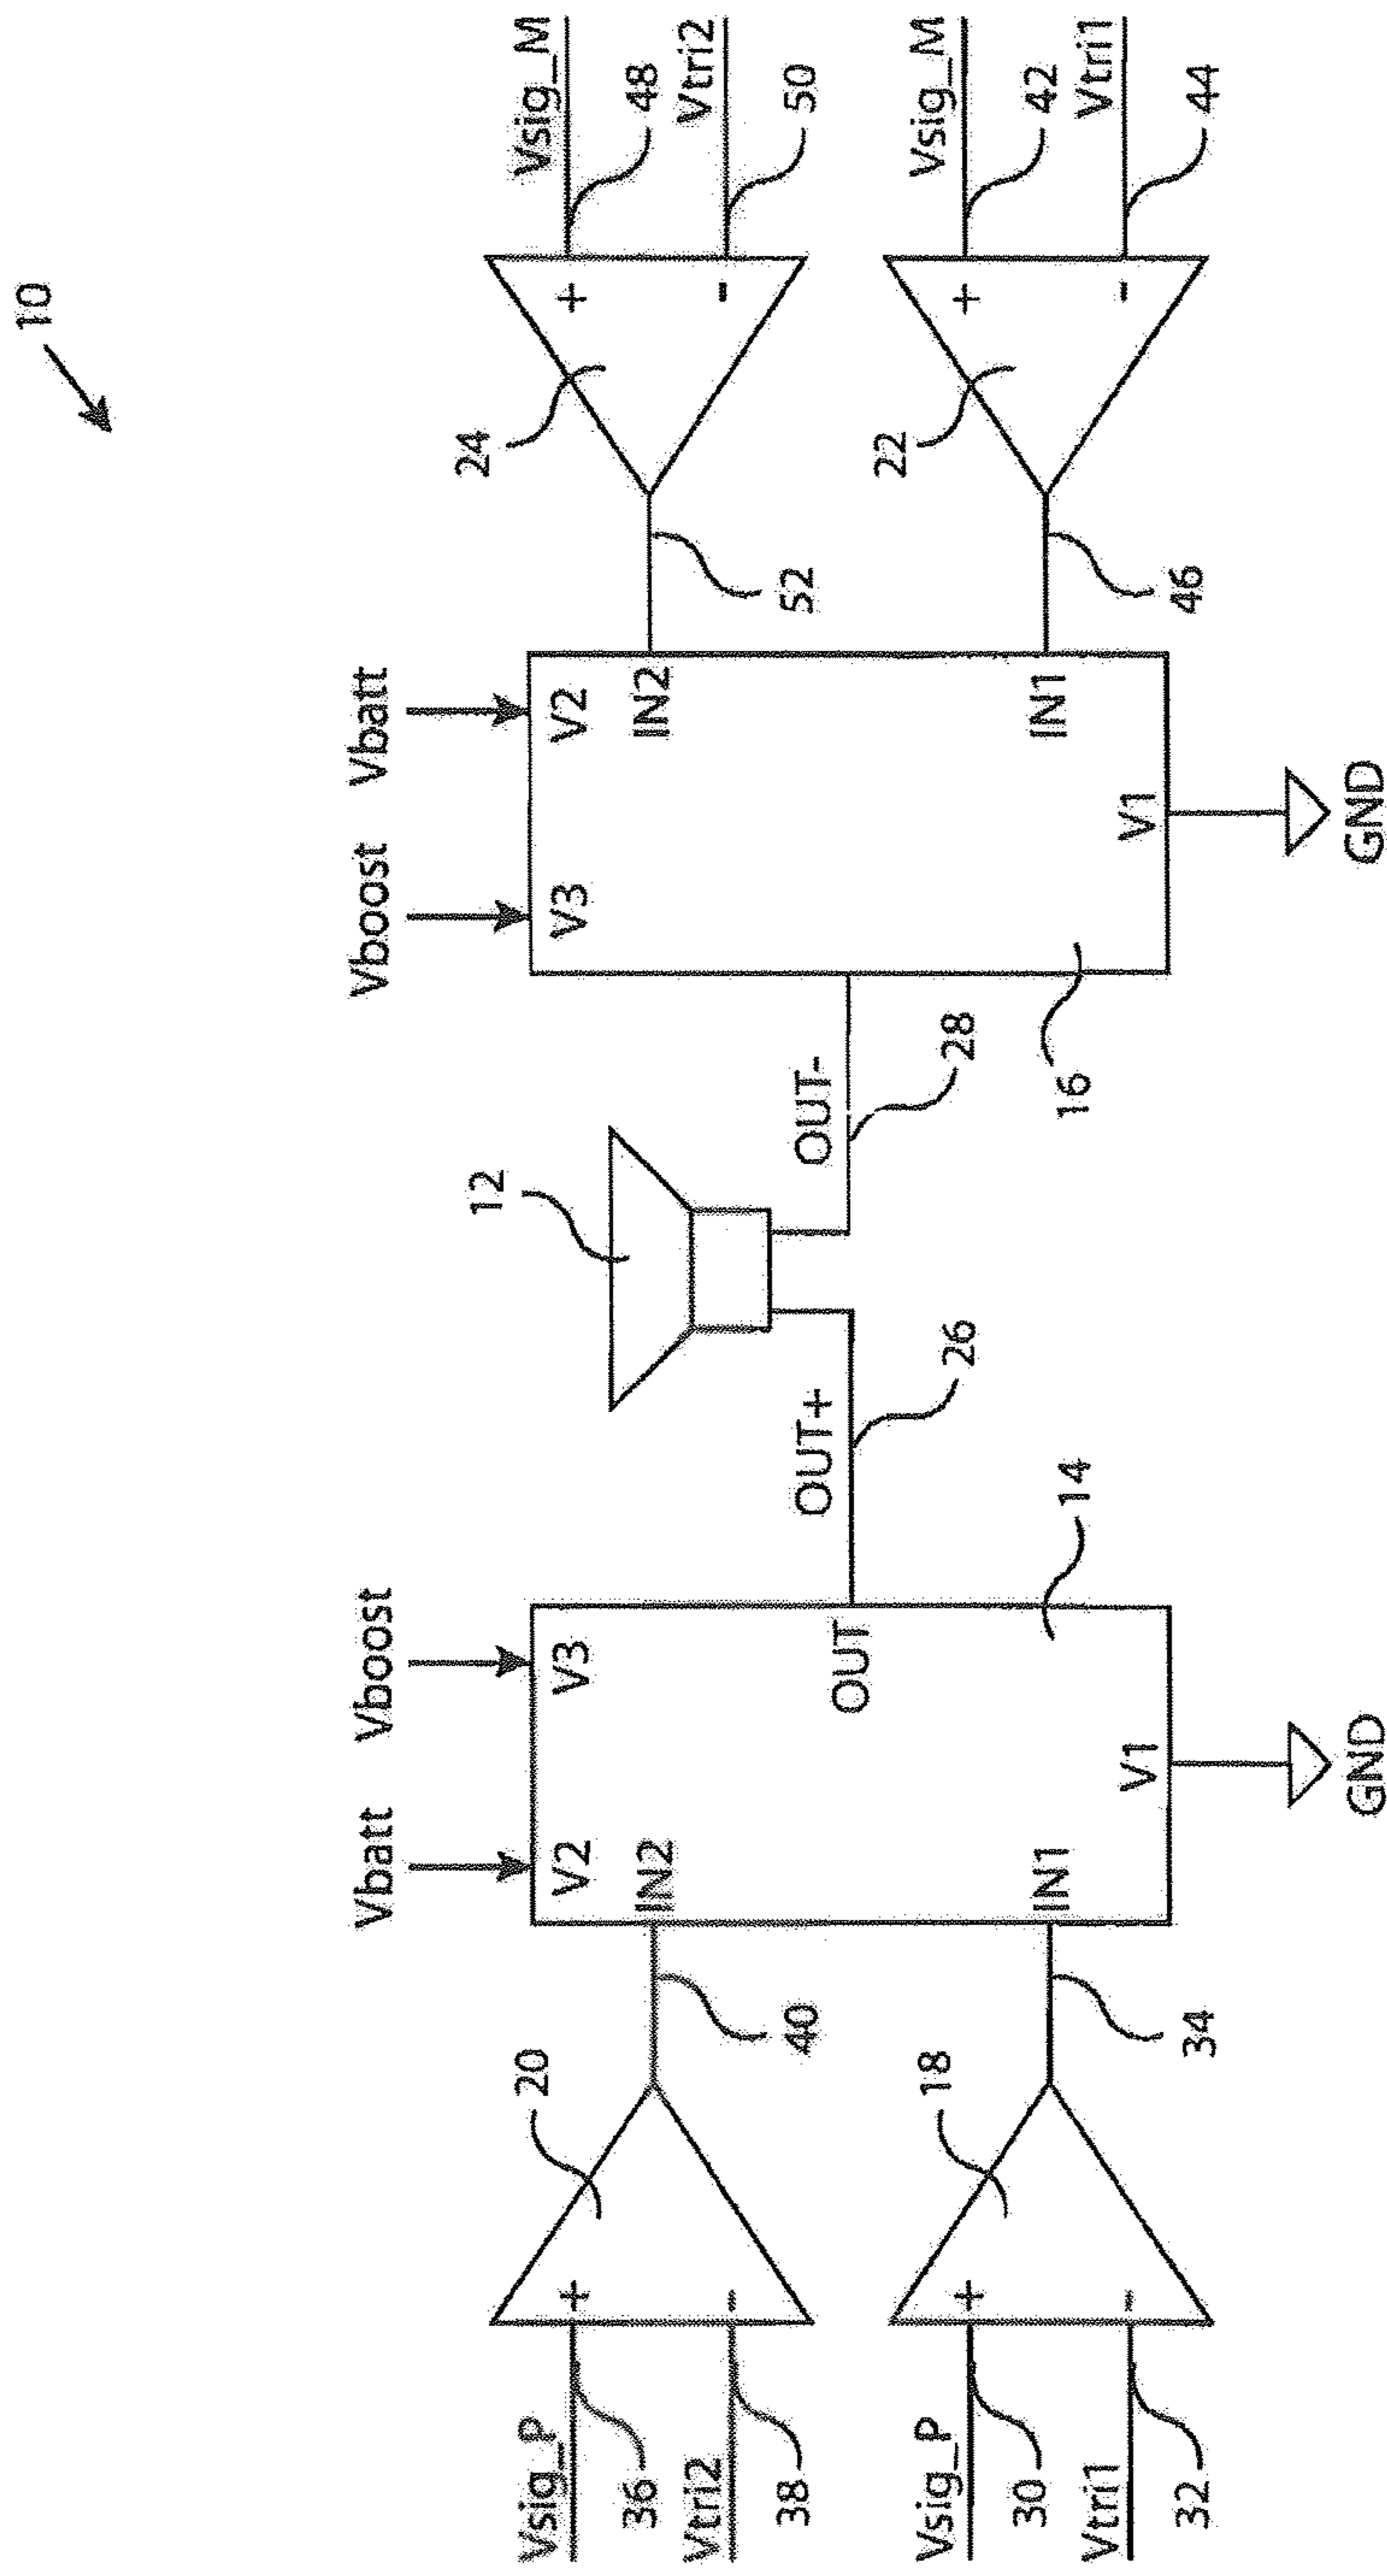 10
Vbatt
Vboost
Vboost
Vbatt
12
Vsig_P
36
Vtri2
38
20
+
-
40
V2
V3
IN2
OUT
OUT+
26
OUT-
28
V3
V2
IN2
52
24
+
-
Vsig_M
48
Vtri2
50
Vsig_P
30
Vtri1
32
18
+
-
34
IN1
V1
14
16
V1
IN1
46
22
+
-
Vsig_M
42
Vtri1
44
GND
GND